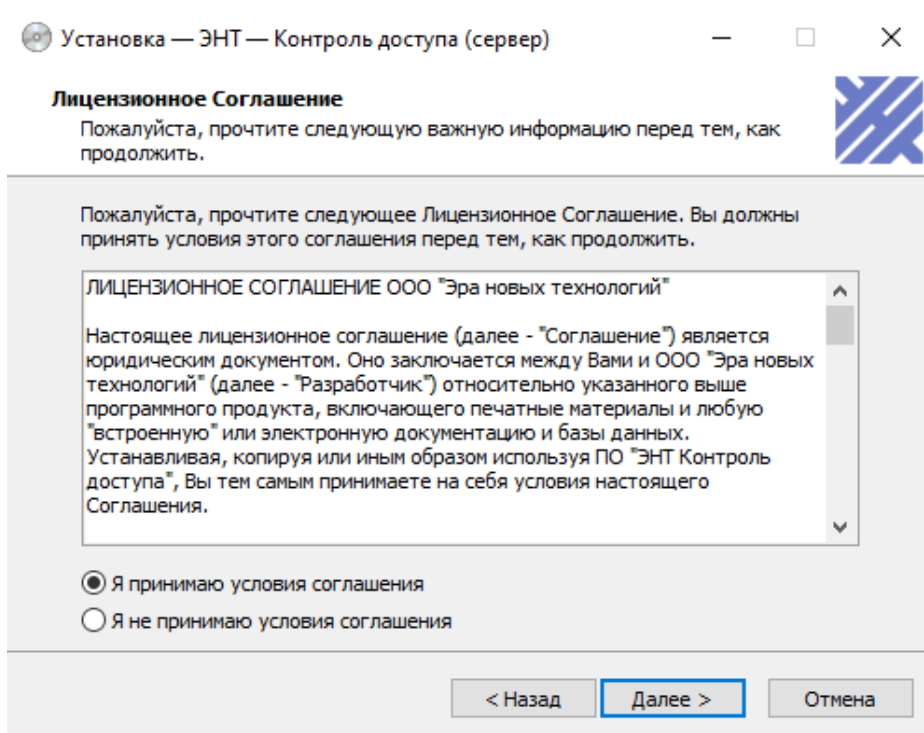 Установка — ЭНТ — Контроль доступа (сервер)
Лицензионное Соглашение
Пожалуйста, прочтите следующую важную информацию перед тем, как
продолжить.
Пожалуйста, прочтите следующее Лицензионное Соглашение. Вы должны
принять условия этого соглашения перед тем, как продолжить.
ЛИЦЕНЗИОННОЕ СОГЛАШЕНИЕ ООО "Эра новых технологий"
Настоящее лицензионное соглашение (далее - "Соглашение") является
юридическим документом. Оно заключается между Вами и ООО "Эра новых
технологий" (далее - "Разработчик") относительно указанного выше
программного продукта, включающего печатные материалы и любую
"встроенную" или электронную документацию и базы данных.
Устанавливая, копируя или иным образом используя ПО "ЭНТ Контроль
доступа", Вы тем самым принимаете на себя условия настоящего
Соглашения.
Я принимаю условия соглашения
Я не принимаю условия соглашения
< Назад
Далее >
Отмена